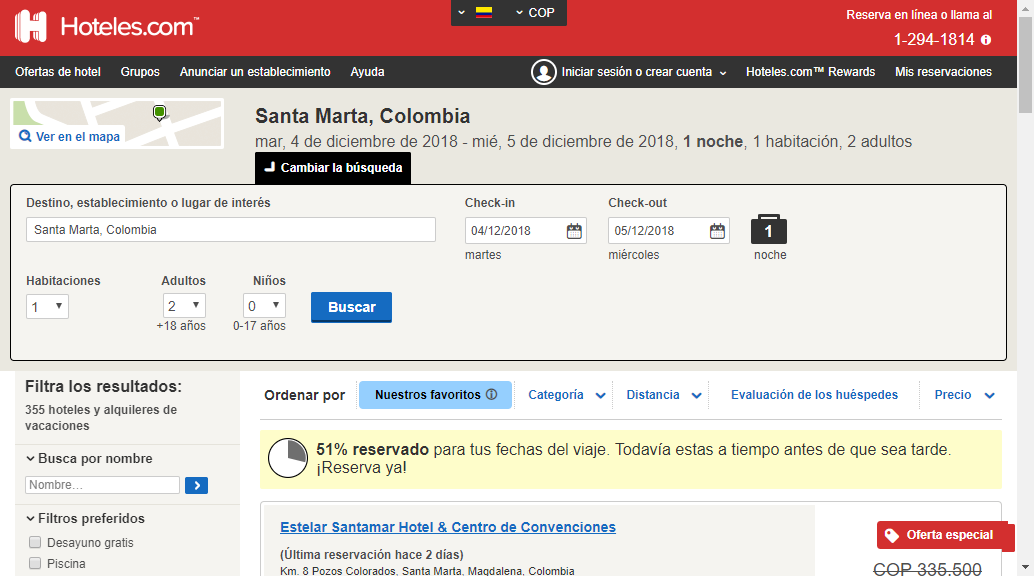 COP
Hoteles.com™
Reserva en línea o llama al
1-294-1814
Ofertas de hotel Grupos Anunciar un establecimiento Ayuda Iniciar sesión o crear cuenta Hoteles.com™ Rewards Mis reservaciones
Ver en el mapa
Santa Marta, Colombia
mar, 4 de diciembre de 2018 - mié, 5 de diciembre de 2018, 1 noche, 1 habitación, 2 adultos
Cambiar la búsqueda
Destino, establecimiento o lugar de interés Check-in Check-out
Santa Marta, Colombia 04/12/2018 05/12/2018 1
martes miércoles noche
Habitaciones Adultos Niños
1 2 0 Buscar
+18 años 0-17 años
Filtra los resultados:
355 hoteles y alquileres de
vacaciones
Busca por nombre
Nombre...
Filtros preferidos
Desayuno gratis
Piscina
Ordenar por Nuestros favoritos Categoría Distancia Evaluación de los huéspedes Precio
51% reservado para tus fechas del viaje. Todavía estas a tiempo antes de que sea tarde.
¡Reserva ya!
Estelar Santamar Hotel & Centro de Convenciones
Oferta especial
(Última reservación hace 2 días)
Km. 8 Pozos Colorados, Santa Marta, Magdalena, Colombia
COP 335.500